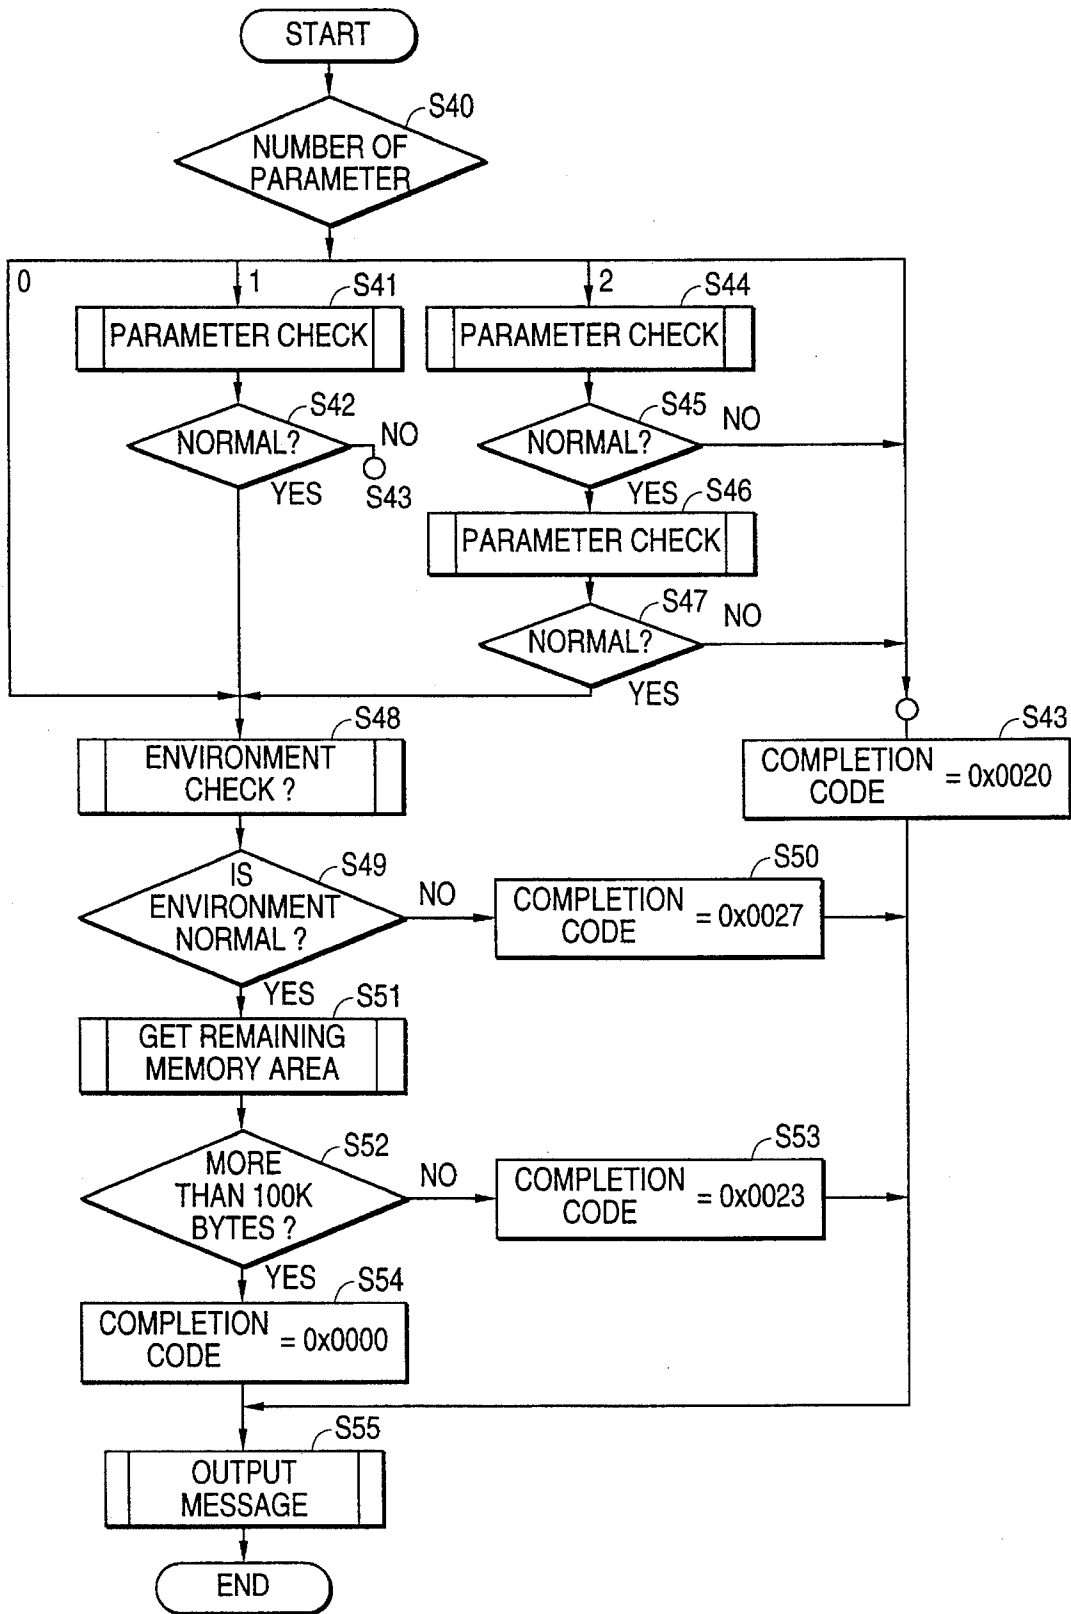 START
S40
NUMBER OF
PARAMETER
0
1
S41
2
S44
PARAMETER CHECK
PARAMETER CHECK
S42
S45
NORMAL?
NO
NORMAL?
NO
YES
S43
YES
S46
PARAMETER CHECK
S47
NORMAL?
NO
YES
S48
S43
ENVIRONMENT
CHECK ?
COMPLETION
CODE
= 0x0020
S49
S50
IS
ENVIRONMENT
NORMAL ?
NO
COMPLETION
CODE
= 0x0027
YES
S51
GET REMAINING
MEMORY AREA
S52
S53
MORE
THAN 100K
BYTES ?
NO
COMPLETION
CODE
= 0x0023
YES
S54
COMPLETION
CODE
= 0x0000
S55
OUTPUT
MESSAGE
END